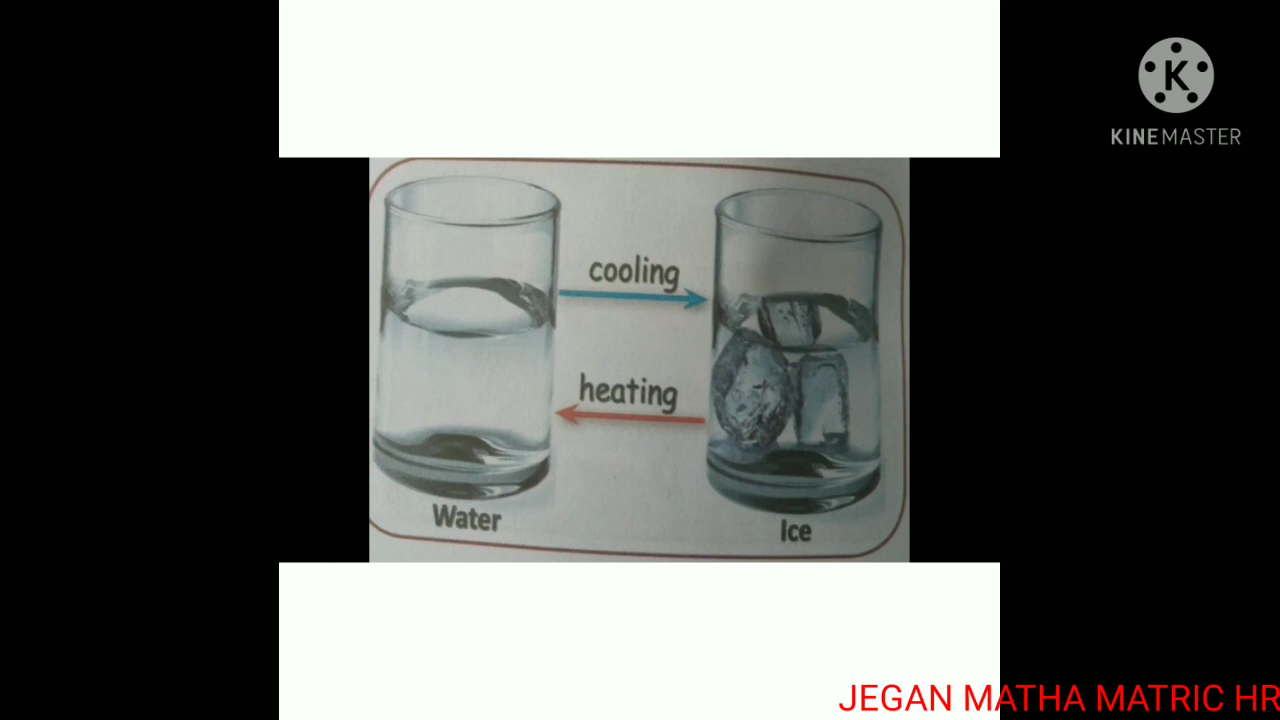 KINEMASTER
cooling
heating
Water
Ice
JEGAN MATHA MATRIC HR